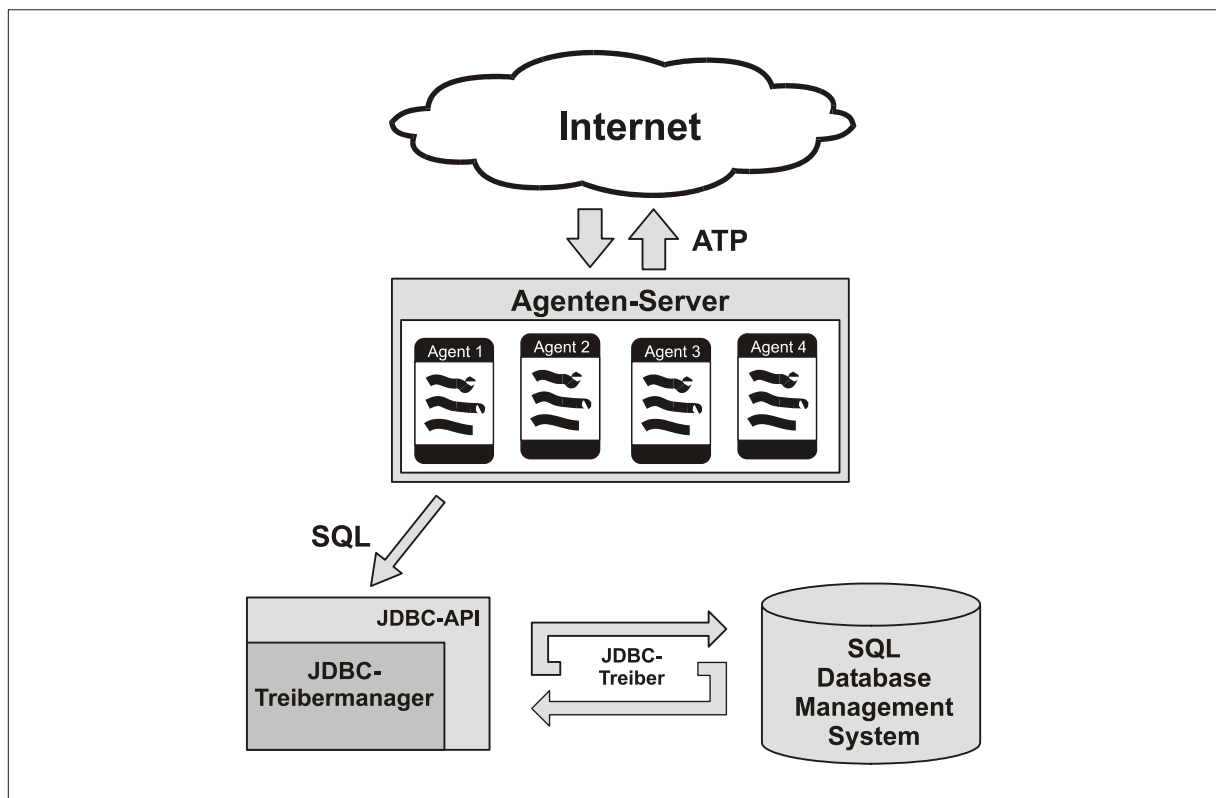 Internet
ATP
Agenten-Server
Agent 1
Agent 2
Agent 3
Agent 4
SQL
JDBC-API
JDBC-
Treibermanager
JDBC-
Treiber
SQL
Database
Management
System